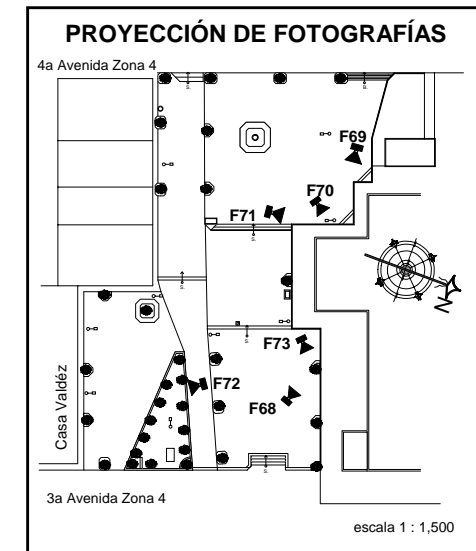 PROYECCIÓN DE FOTOGRAFÍAS
4a Avenida Zona 4
F69
F70
F71
N
F73
F72
F68
Casa Valdéz
3a Avenida Zona 4
escala 1 : 1,500